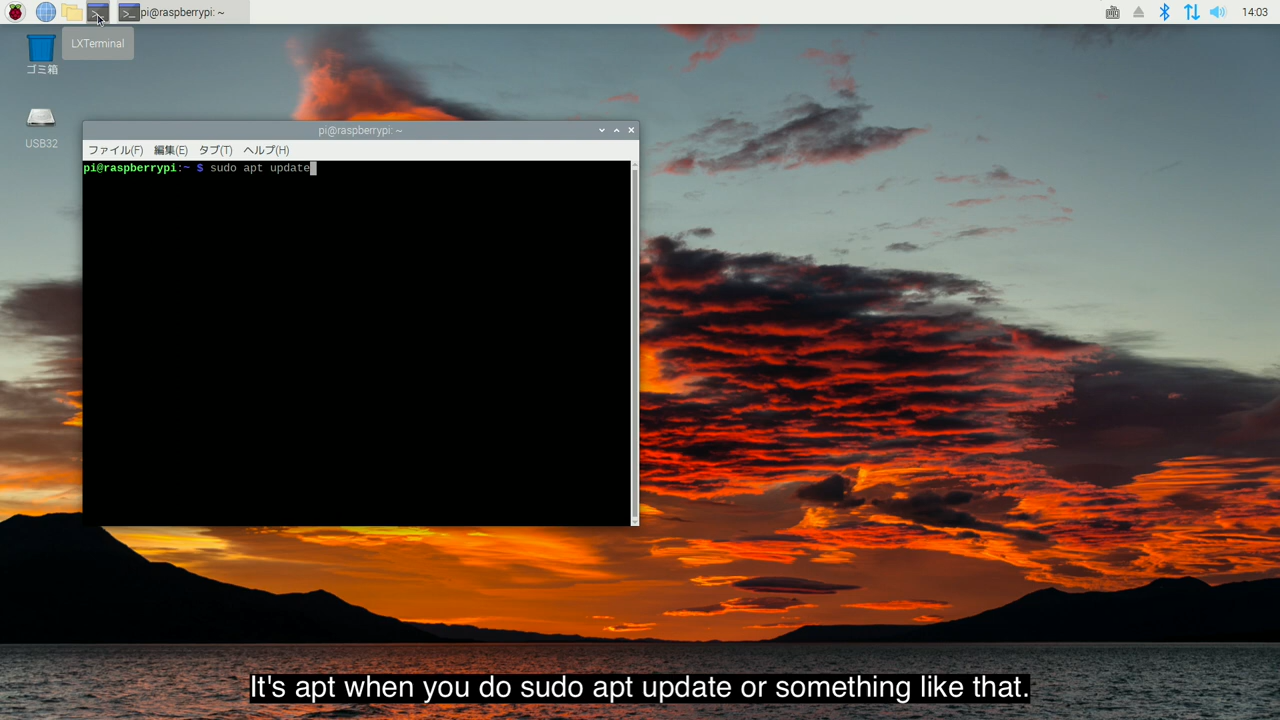 pi@raspberrypi: ~
14:03
LXTerminal
ゴミ箱
USB32
pi@raspberrypi: ~
ファイル(F) 編集(E) タブ(T) ヘルプ(H)
pi@raspberrypi:~ $ sudo apt update
It's apt when you do sudo apt update or something like that.